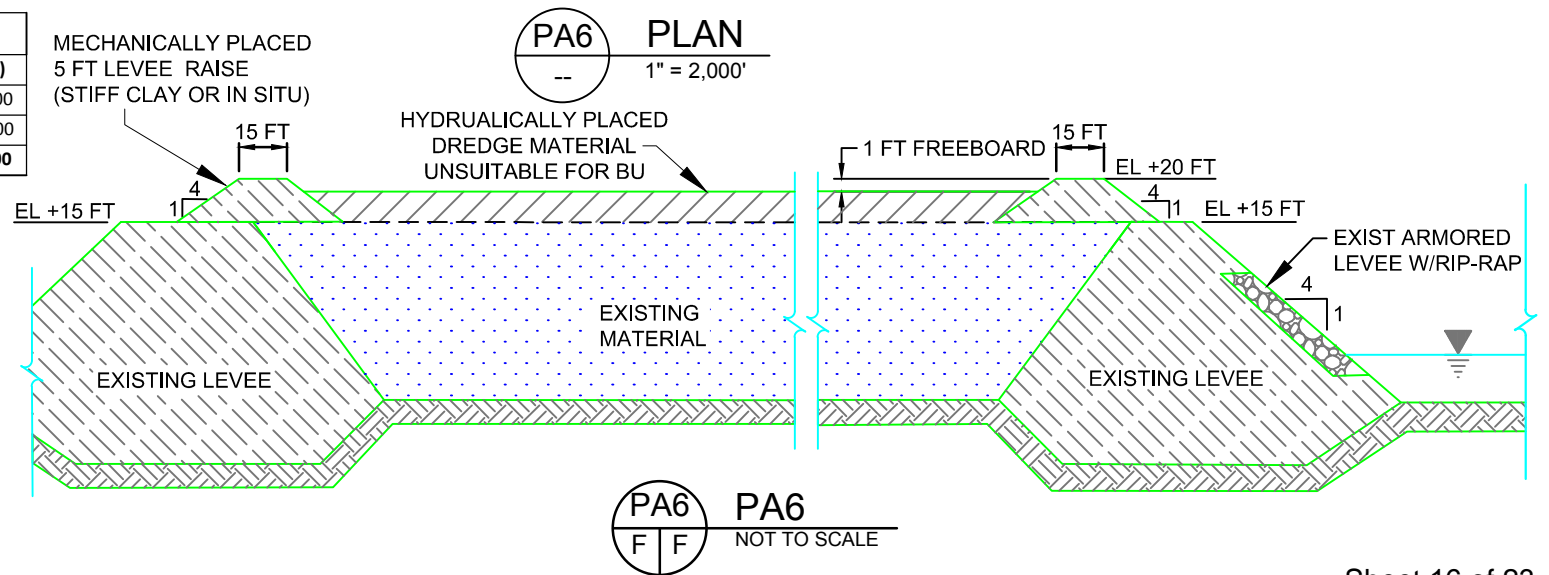 )
00
00
00
MECHANICALLY PLACED
5 FT LEVEE RAISE
(STIFF CLAY OR IN SITU)
PA6
--
PLAN
1" = 2,000'
HYDRUALICALLY PLACED
DREDGE MATERIAL
UNSUITABLE FOR BU
15 FT
1 FT FREEBOARD
15 FT
EL +20 FT
4
1
EL +15 FT
4
1
EL +15 FT
EXIST ARMORED
LEVEE W/RIP-RAP
4
1
EXISTING
MATERIAL
EXISTING LEVEE
EXISTING LEVEE
PA6
F F
PA6
NOT TO SCALE